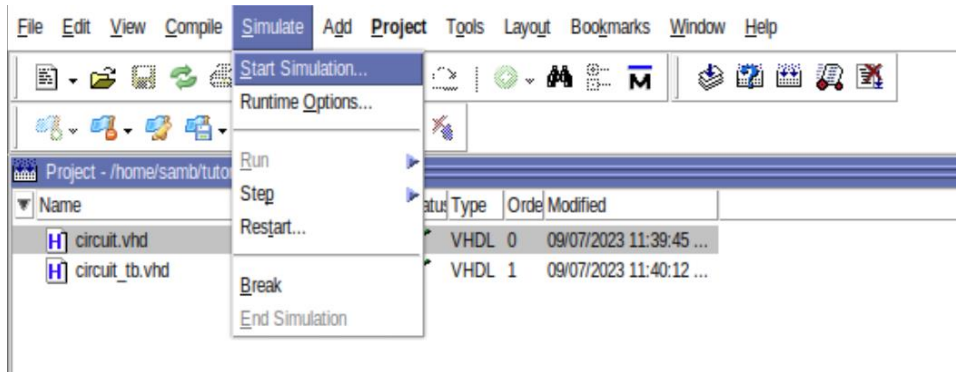 File Edit View Compile Simulate Add Project Tools Layout Bookmarks Window Help
Start Simulation...
M
Runtime Options...
Run
Project - /home/samb/tutor
Step
Name
atus Type Orde Modified
Restart...
circuit.vhd VHDL 0 09/07/2023 11:39:45 ...
circuit_tb.vhd VHDL 1 09/07/2023 11:40:12 ...
Break
End Simulation